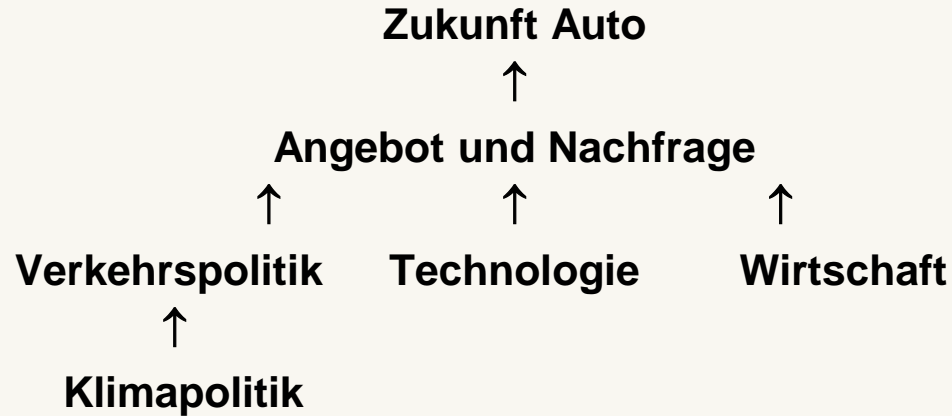 Zukunft Auto
↑
Angebot und Nachfrage
↑ ↑ ↑
Verkehrspolitik Technologie Wirtschaft
↑
Klimapolitik